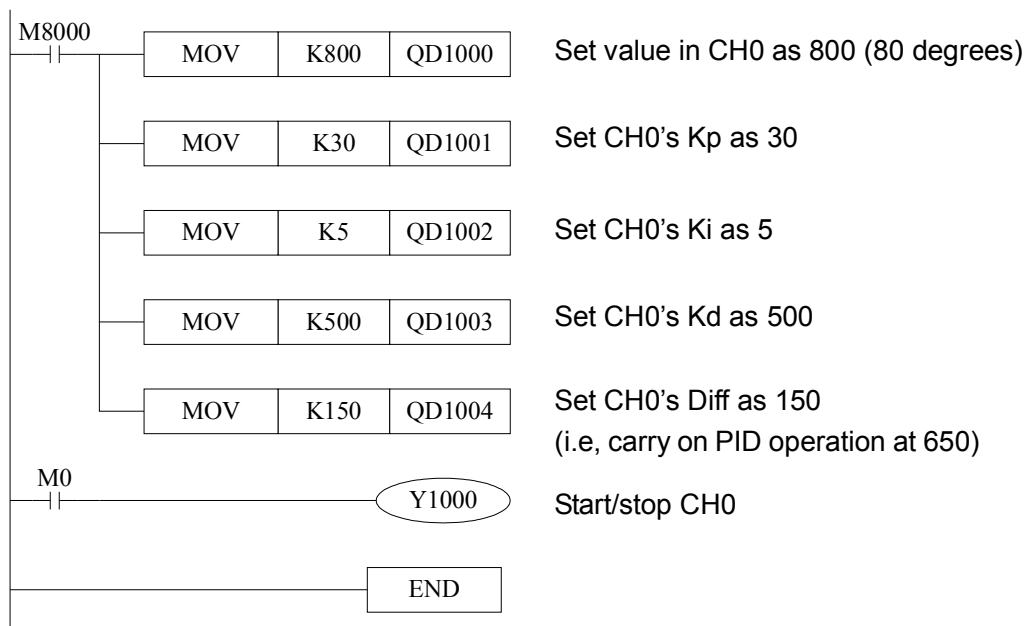 M8000
MOV K800 QD1000 Set value in CH0 as 800 (80 degrees)
MOV K30 QD1001 Set CH0's Kp as 30
MOV K5 QD1002 Set CH0's Ki as 5
MOV K500 QD1003 Set CH0's Kd as 500
MOV K150 QD1004 Set CH0's Diff as 150
(i.e, carry on PID operation at 650)
M0
Y1000 Start/stop CH0
END